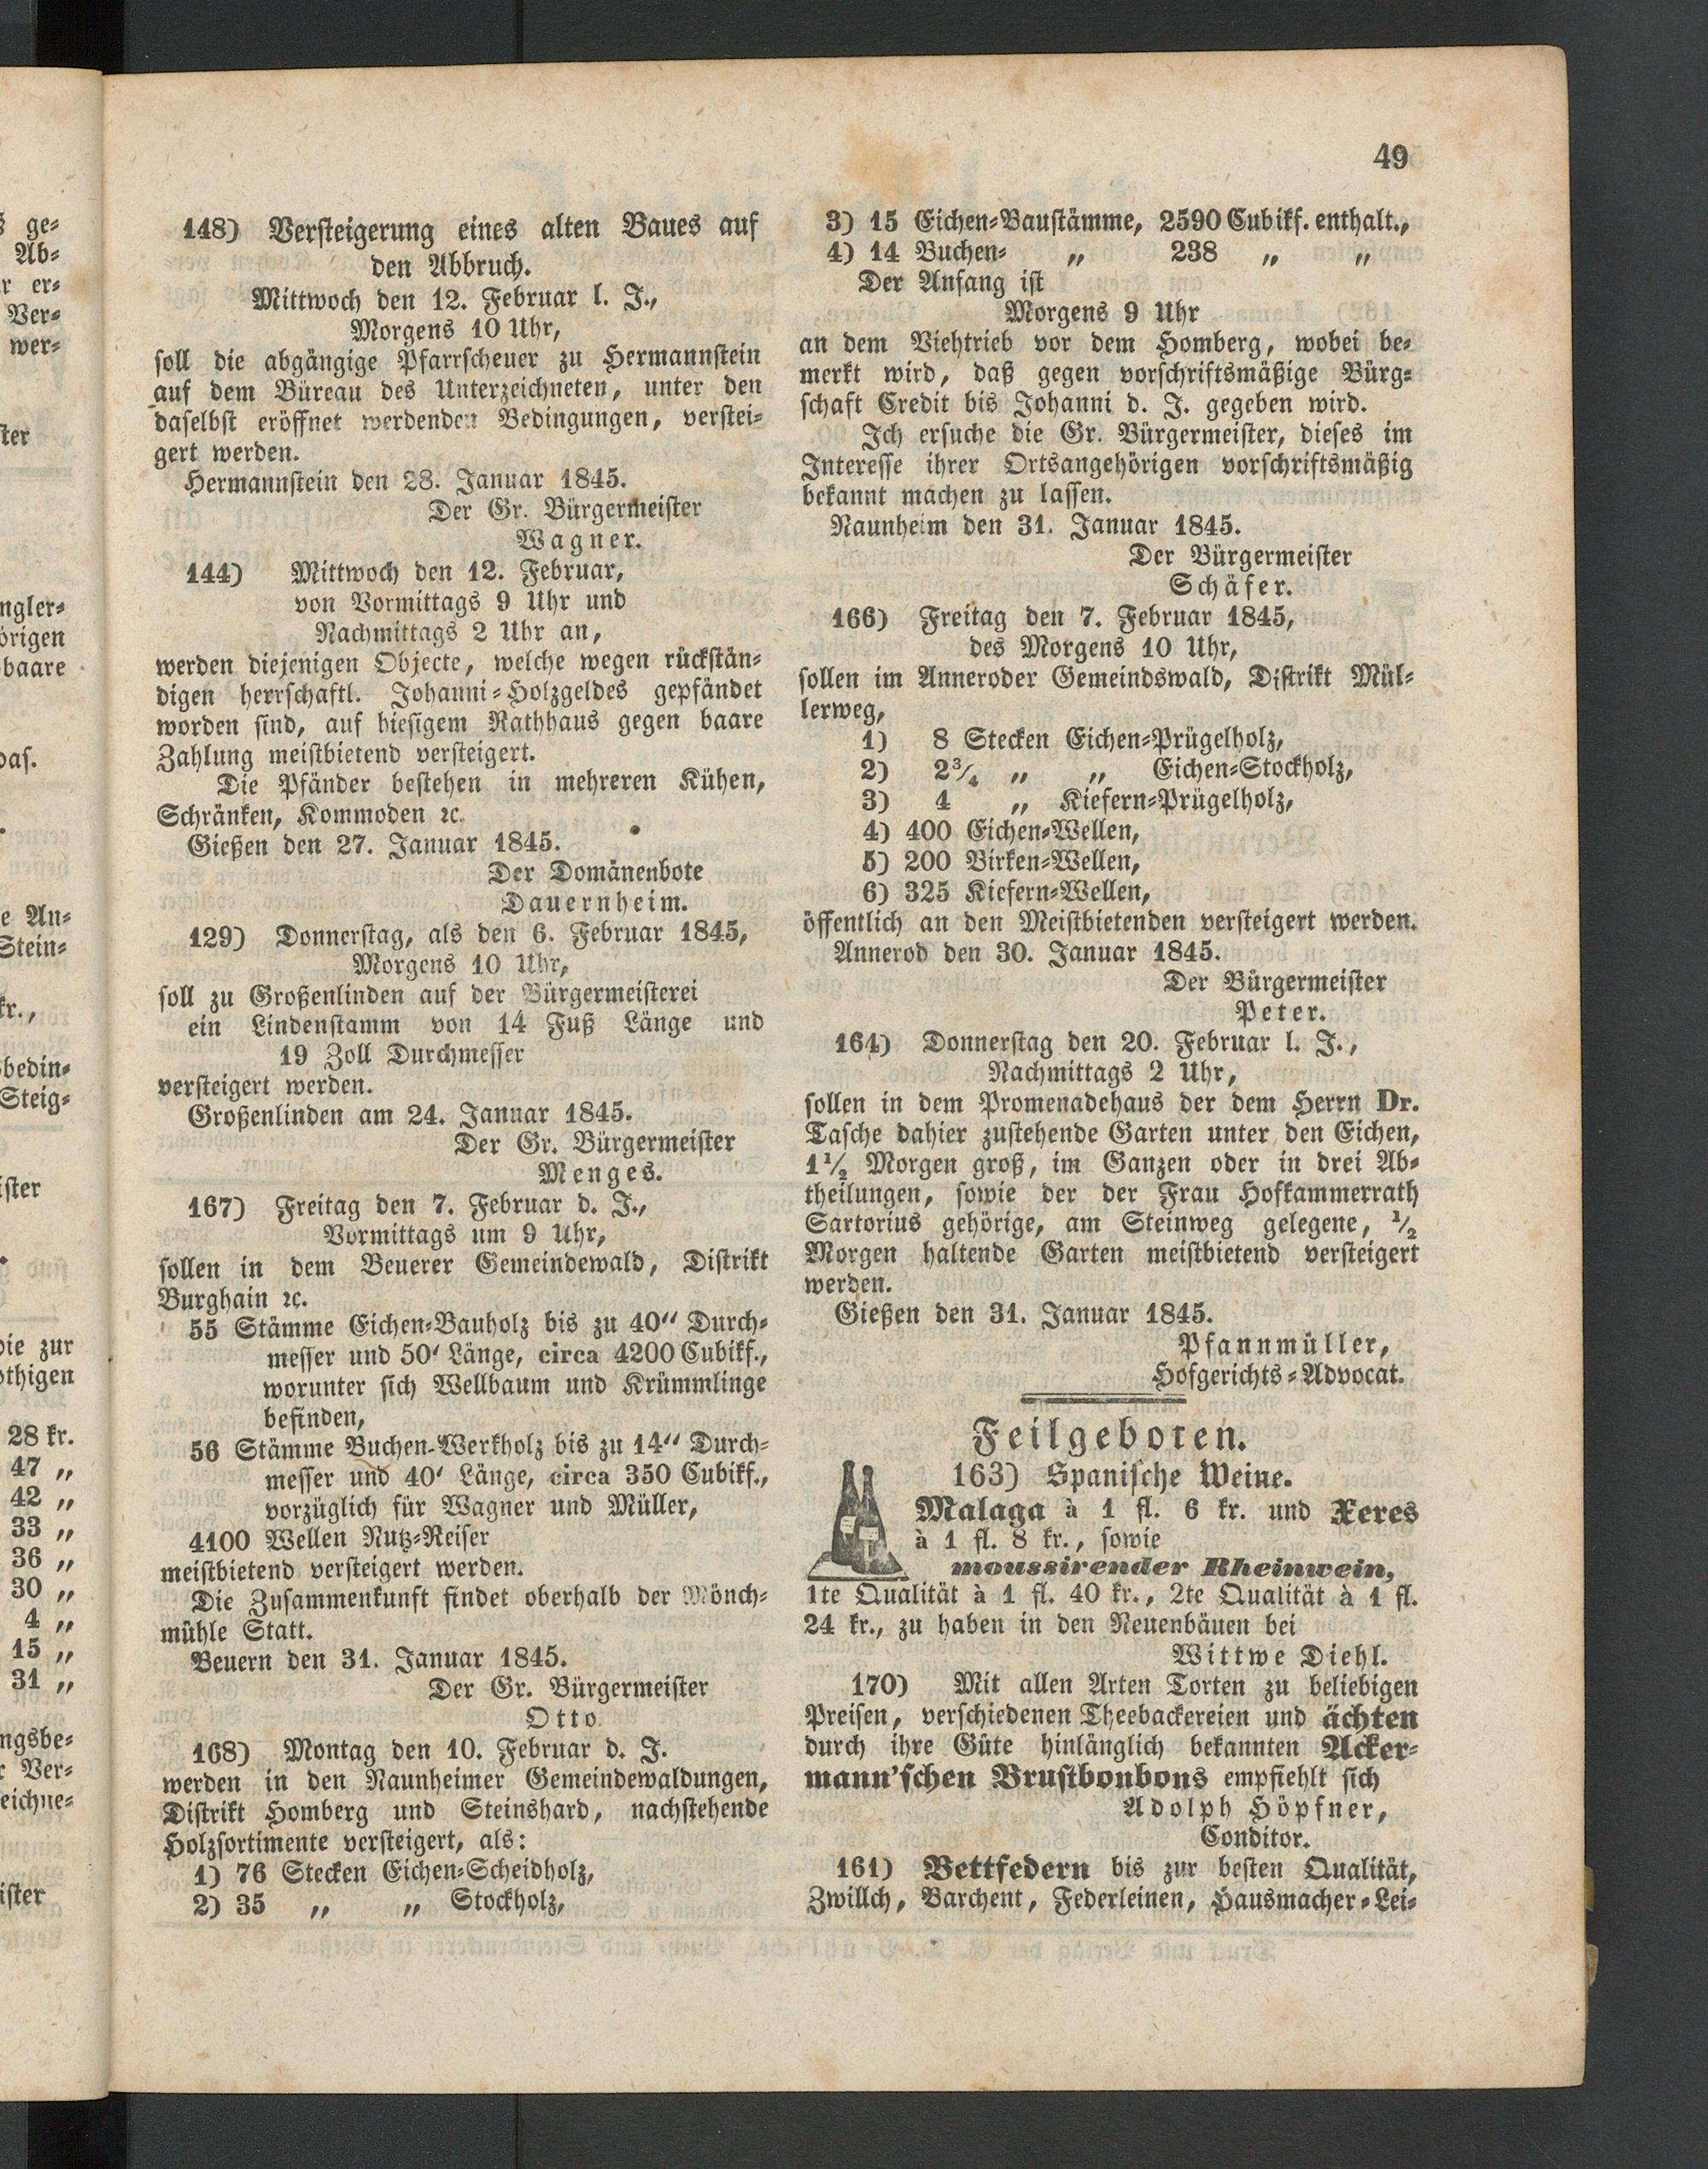 49
148) Versteigerung eines alten Baues auf
den Abbruch.
Mittwoch den 12. Februar l. J.,
Morgens 10 Uhr,
soll die abgängige Pfarrscheuer zu Hermannstein
auf dem Büreau des Unterzeichneten, unter den
daselbst eröffnet werdenden Bedingungen, verstei-
gert werden.
Hermannstein den 28. Januar 1845.
Der Gr. Bürgermeister
Wagner.
144) Mittwoch den 12. Februar,
von Vormittags 9 Uhr und
Nachmittags 2 Uhr an,
werden diejenigen Objecte, welche wegen rückstän-
digen herrschaftl. Johanni-Holzgeldes gepfändet
worden sind, auf hiesigem Rathhaus gegen baare
Zahlung meistbietend versteigert.
Die Pfänder bestehen in mehreren Kühen,
Schränken, Kommoden ꝛc.
Gießen den 27. Januar 1845.
Der Domänenbote
Dauernheim.
129) Donnerstag, als den 6. Februar 1845,
Morgens 10 Uhr,
soll zu Großenlinden auf der Bürgermeisterei
ein Lindenstamm von 14 Fuß Länge und
19 Zoll Durchmesser
versteigert werden.
Großenlinden am 24. Januar 1845.
Der Gr. Bürgermeister
Menges.
167) Freitag den 7. Februar d. J.,
Vormittags um 9 Uhr,
sollen in dem Beuerer Gemeindewald, Distrikt
Burghain ꝛc.
55 Stämme Eichen-Bauholz bis zu 40" Durch-
messer und 50' Länge, circa 4200 Cubikf.,
worunter sich Wellbaum und Krümmlinge
befinden,
56 Stämme Buchen-Werkholz bis zu 14" Durch-
messer und 40' Länge, circa 350 Cubikf.,
vorzüglich für Wagner und Müller,
4100 Wellen Nutz-Reiser
meistbietend versteigert werden.
Die Zusammenkunft findet oberhalb der Mönch-
mühle Statt.
Beuern den 31. Januar 1845.
Der Gr. Bürgermeister
Otto
168) Montag den 10. Februar d. J.
werden in den Naunheimer Gemeindewaldungen,
Distrikt Homberg und Steinshard, nachstehende
Holzsortimente versteigert, als:
1) 76 Stecken Eichen-Scheidholz,
2) 35 „ „ Stockholz,
3) 15 Eichen-Baustämme, 2590 Cubikf. enthalt.,
4) 14 Buchen- „ 238 „ „
Der Anfang ist
Morgens 9 Uhr
an dem Viehtrieb vor dem Homberg, wobei be-
merkt wird, daß gegen vorschriftsmäßige Bürg-
schaft Credit bis Johanni d. J. gegeben wird.
Ich ersuche die Gr. Bürgermeister, dieses im
Interesse ihrer Ortsangehörigen vorschriftsmäßig
bekannt machen zu lassen.
Naunheim den 31. Januar 1845.
Der Bürgermeister
Schäfer.
166) Freitag den 7. Februar 1845,
des Morgens 10 Uhr,
sollen im Anneroder Gemeindswald, Distrikt Mül-
lerweg,
1) 8 Stecken Eichen-Prügelholz,
2) 2¾ „ „ Eichen-Stockholz,
3) 4 „ Kiefern-Prügelholz,
4) 400 Eichen-Wellen,
5) 200 Birken-Wellen,
6) 325 Kiefern-Wellen,
öffentlich an den Meistbietenden versteigert werden.
Annerod den 30. Januar 1845.
Der Bürgermeister
Peter.
164) Donnerstag den 20. Februar l. J.,
Nachmittags 2 Uhr,
sollen in dem Promenadehaus der dem Herrn Dr.
Tasche dahier zustehende Garten unter den Eichen,
1½ Morgen groß, im Ganzen oder in drei Ab-
theilungen, sowie der der Frau Hofkammerrath
Sartorius gehörige, am Steinweg gelegene, ½
Morgen haltende Garten meistbietend versteigert
werden.
Gießen den 31. Januar 1845.
Pfannmüller,
Hofgerichts-Advocat.
Feilgeboten.
163) Spanische Weine.
Malaga à 1 fl. 6 kr. und Xeres
à 1 fl. 8 kr., sowie
moussirender Rheinwein,
1te Qualität à 1 fl. 40 kr., 2te Qualität à 1 fl.
24 kr., zu haben in den Neuenbäuen bei
Wittwe Diehl.
170) Mit allen Arten Torten zu beliebigen
Preisen, verschiedenen Theebackereien und ächten
durch ihre Güte hinlänglich bekannten Acker-
mann'schen Brustbonbons empfiehlt sich
Adolph Höpfner,
Conditor.
161) Bettfedern bis zur besten Qualität,
Zwillch, Barchent, Federleinen, Hausmacher-Lei-